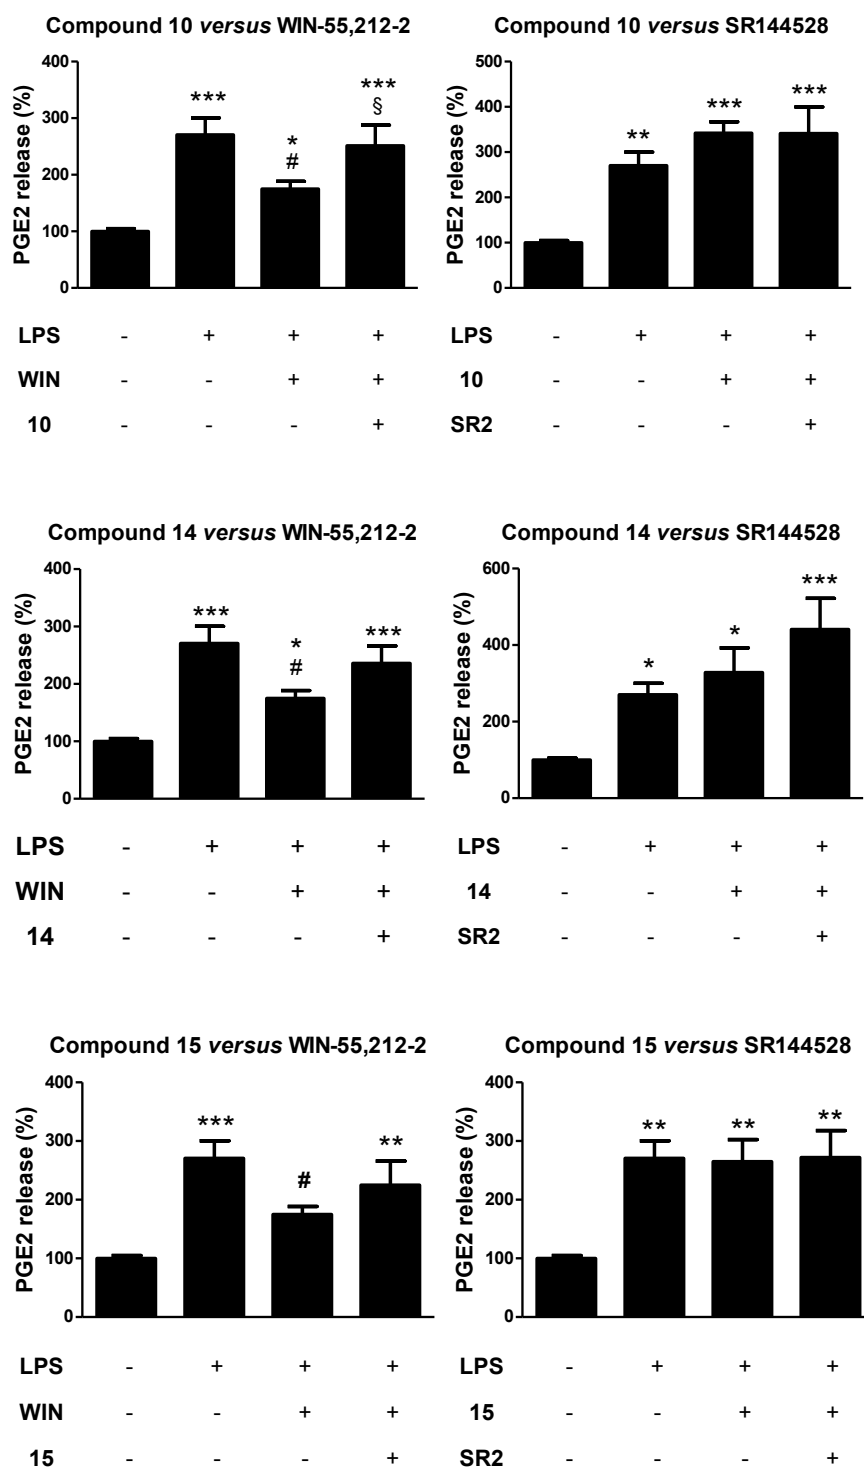 Compound 10 versus WIN-55,212-2
PGE2 release (%)
400
300
200
100
0
***
*
#
***
§
LPS - + + +
WIN - - + +
10 - - - +
Compound 10 versus SR144528
PGE2 release (%)
500
400
300
200
100
0
**
***
***
LPS - + + +
10 - - + +
SR2 - - - +
Compound 14 versus WIN-55,212-2
PGE2 release (%)
400
300
200
100
0
***
*
#
***
LPS - + + +
WIN - - + +
14 - - - +
Compound 14 versus SR144528
PGE2 release (%)
600
400
200
0
*
*
***
LPS - + + +
14 - - + +
SR2 - - - +
Compound 15 versus WIN-55,212-2
PGE2 release (%)
400
300
200
100
0
***
#
**
LPS - + + +
WIN - - + +
15 - - - +
Compound 15 versus SR144528
PGE2 release (%)
400
300
200
100
0
**
**
**
LPS - + + +
15 - - + +
SR2 - - - +